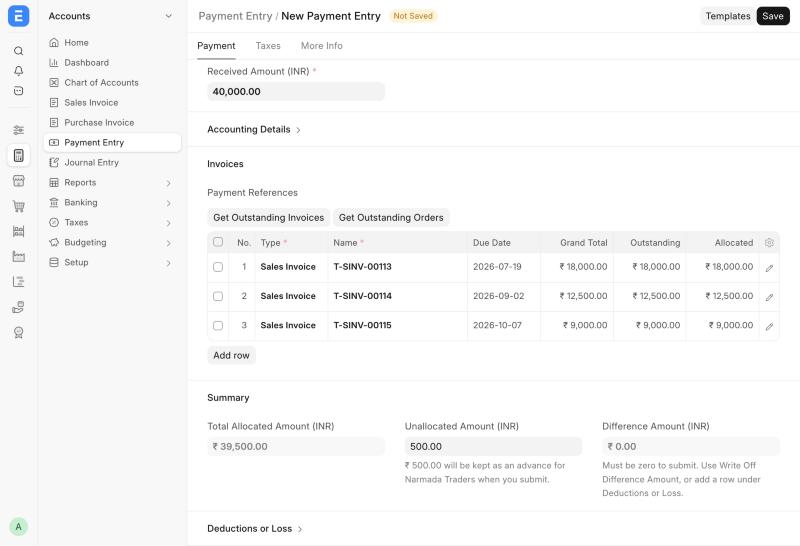 Accounts
Home
Dashboard
Chart of Accounts
Sales Invoice
Purchase Invoice
Payment Entry
Journal Entry
Reports
Banking
Taxes
Budgeting
Setup
A
Payment Entry / New Payment Entry Not Saved
Templates Save
Payment Taxes More Info
Received Amount (INR) *
40,000.00
Accounting Details
Invoices
Payment References
Get Outstanding Invoices Get Outstanding Orders
No. Type * Name * Due Date Grand Total Outstanding Allocated
1 Sales Invoice T-SINV-00113 2026-07-19 ₹ 18,000.00 ₹ 18,000.00 ₹ 18,000.00
2 Sales Invoice T-SINV-00114 2026-09-02 ₹ 12,500.00 ₹ 12,500.00 ₹ 12,500.00
3 Sales Invoice T-SINV-00115 2026-10-07 ₹ 9,000.00 ₹ 9,000.00 ₹ 9,000.00
Add row
Summary
Total Allocated Amount (INR) Unallocated Amount (INR) Difference Amount (INR)
₹ 39,500.00 500.00 ₹ 0.00
₹ 500.00 will be kept as an advance for
Narmada Traders when you submit.
Must be zero to submit. Use Write Off
Difference Amount, or add a row under
Deductions or Loss.
Deductions or Loss